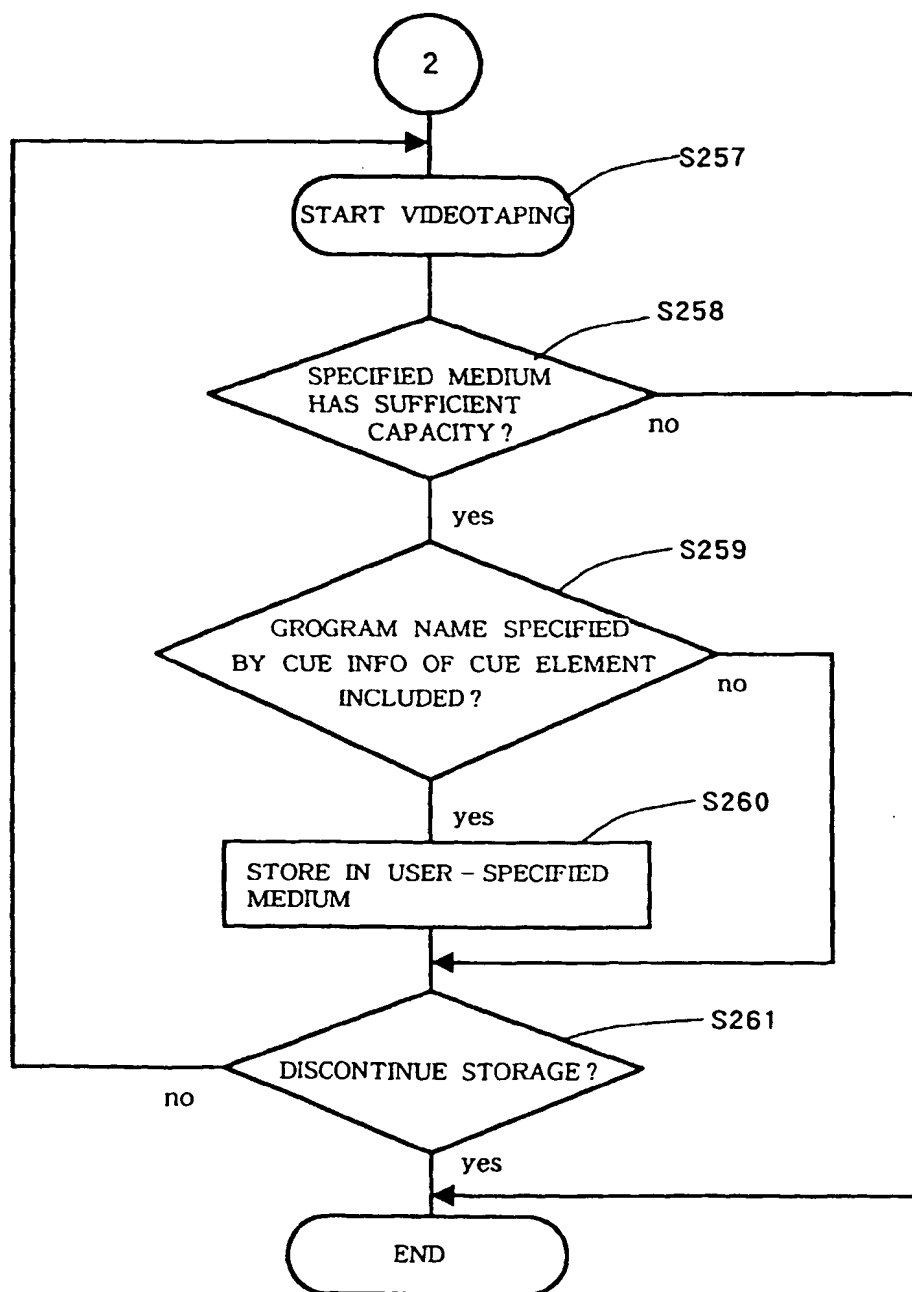 2
S257
START VIDEOTAPING
S258
SPECIFIED MEDIUM
HAS SUFFICIENT
CAPACITY?
no
yes
S259
GROGRAM NAME SPECIFIED
BY CUE INFO OF CUE ELEMENT
INCLUDED?
no
yes
S260
STORE IN USER-SPECIFIED
MEDIUM
S261
DISCONTINUE STORAGE?
no
yes
END